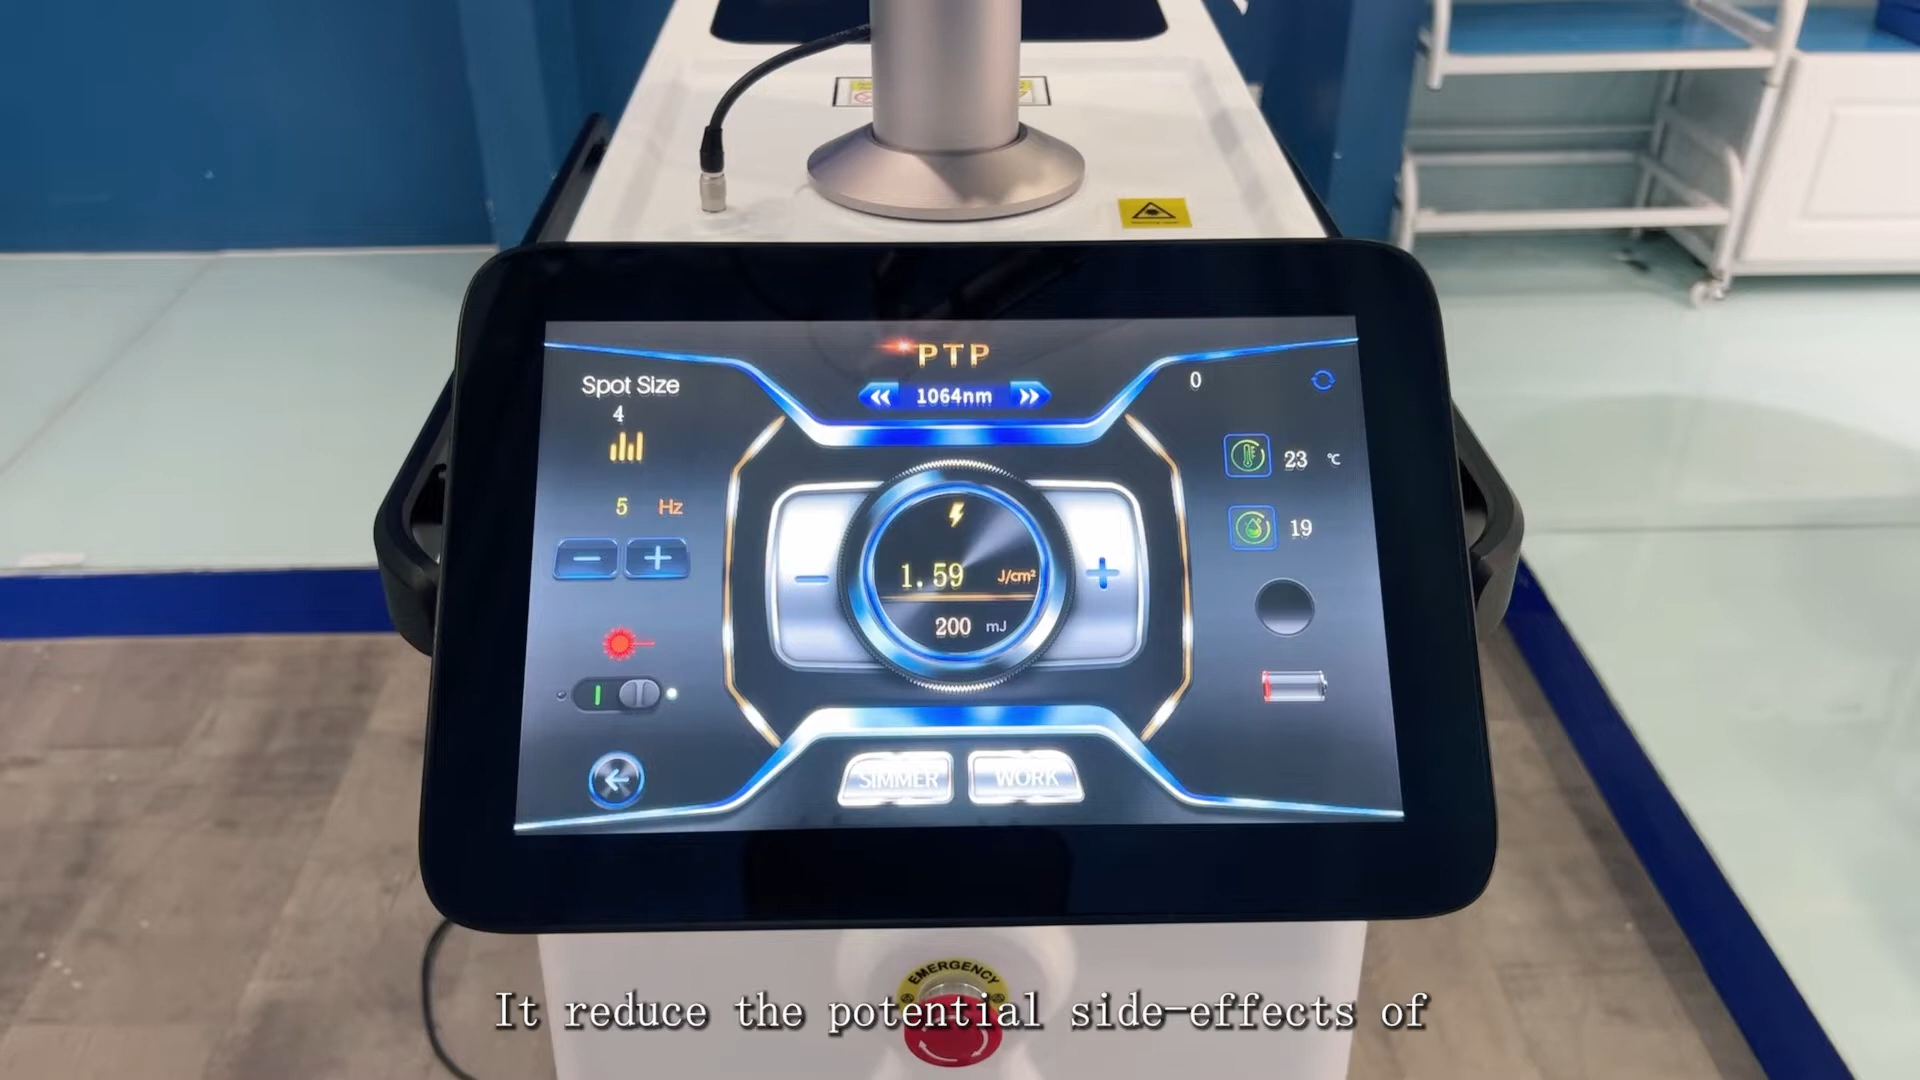 PTP
Spot Size
4
1064nm
0
23 ℃
5 Hz
19
1.59 J/cm²
200 mJ
SIMMER
WORK
EMERGENCY
It reduce the potential side-effects of